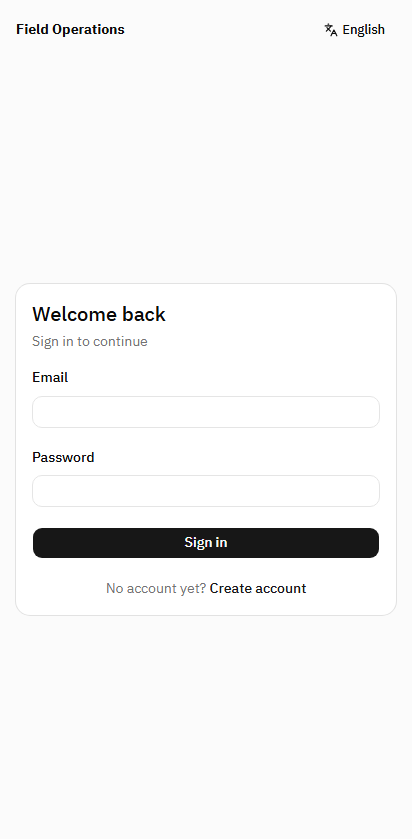 Field Operations
English
Welcome back
Sign in to continue
Email
Password
Sign in
No account yet? Create account